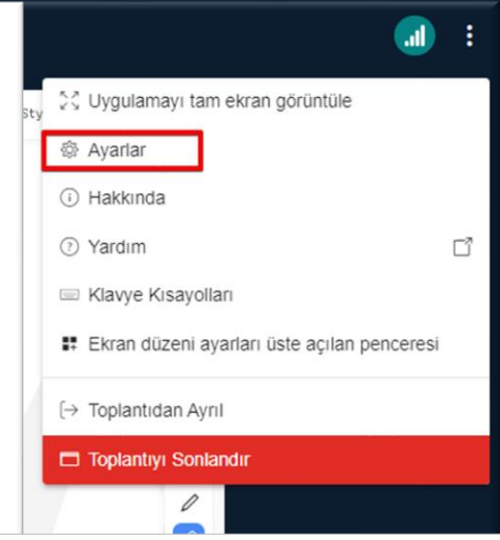 Sty
Uygulamayı tam ekran görüntüle
Ayarlar
Hakkında
Yardım
Klavye Kısayolları
Ekran düzeni ayarları üste açılan penceresi
Toplantıdan Ayrıl
Toplantıyı Sonlandır